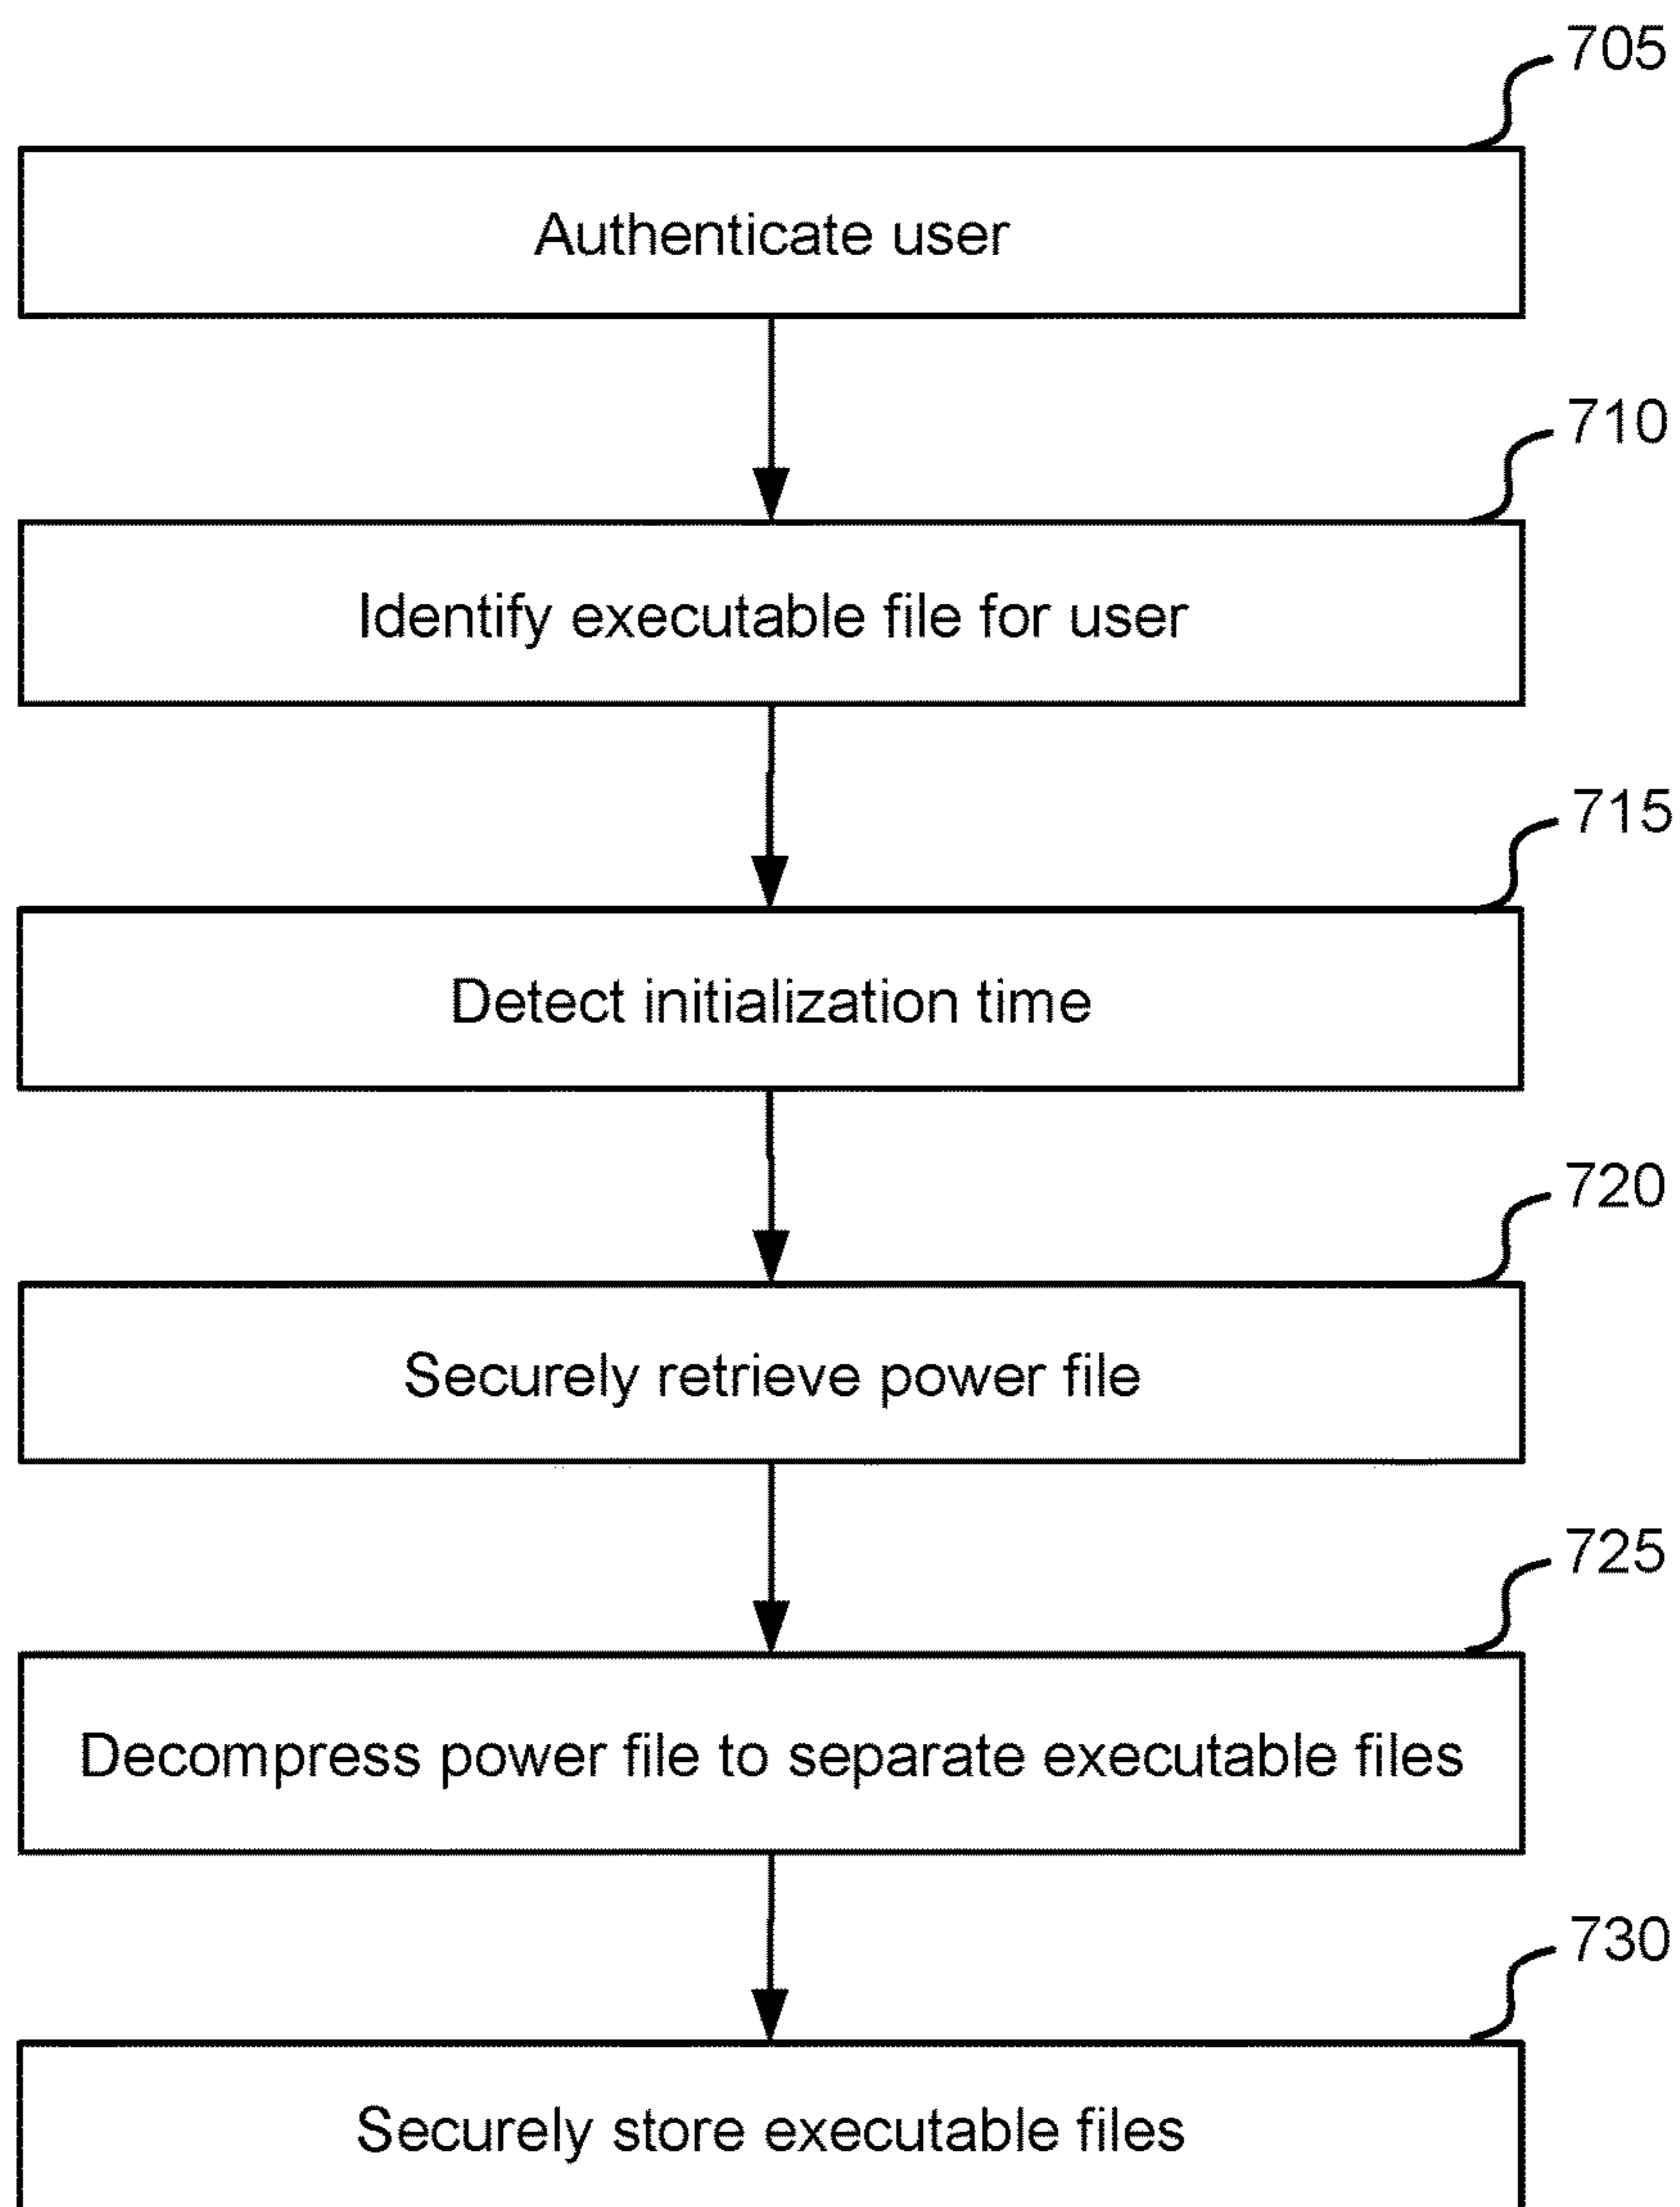 705
Authenticate user
710
Identify executable file for user
715
Detect initialization time
720
Securely retrieve power file
725
Decompress power file to separate executable files
730
Securely store executable files